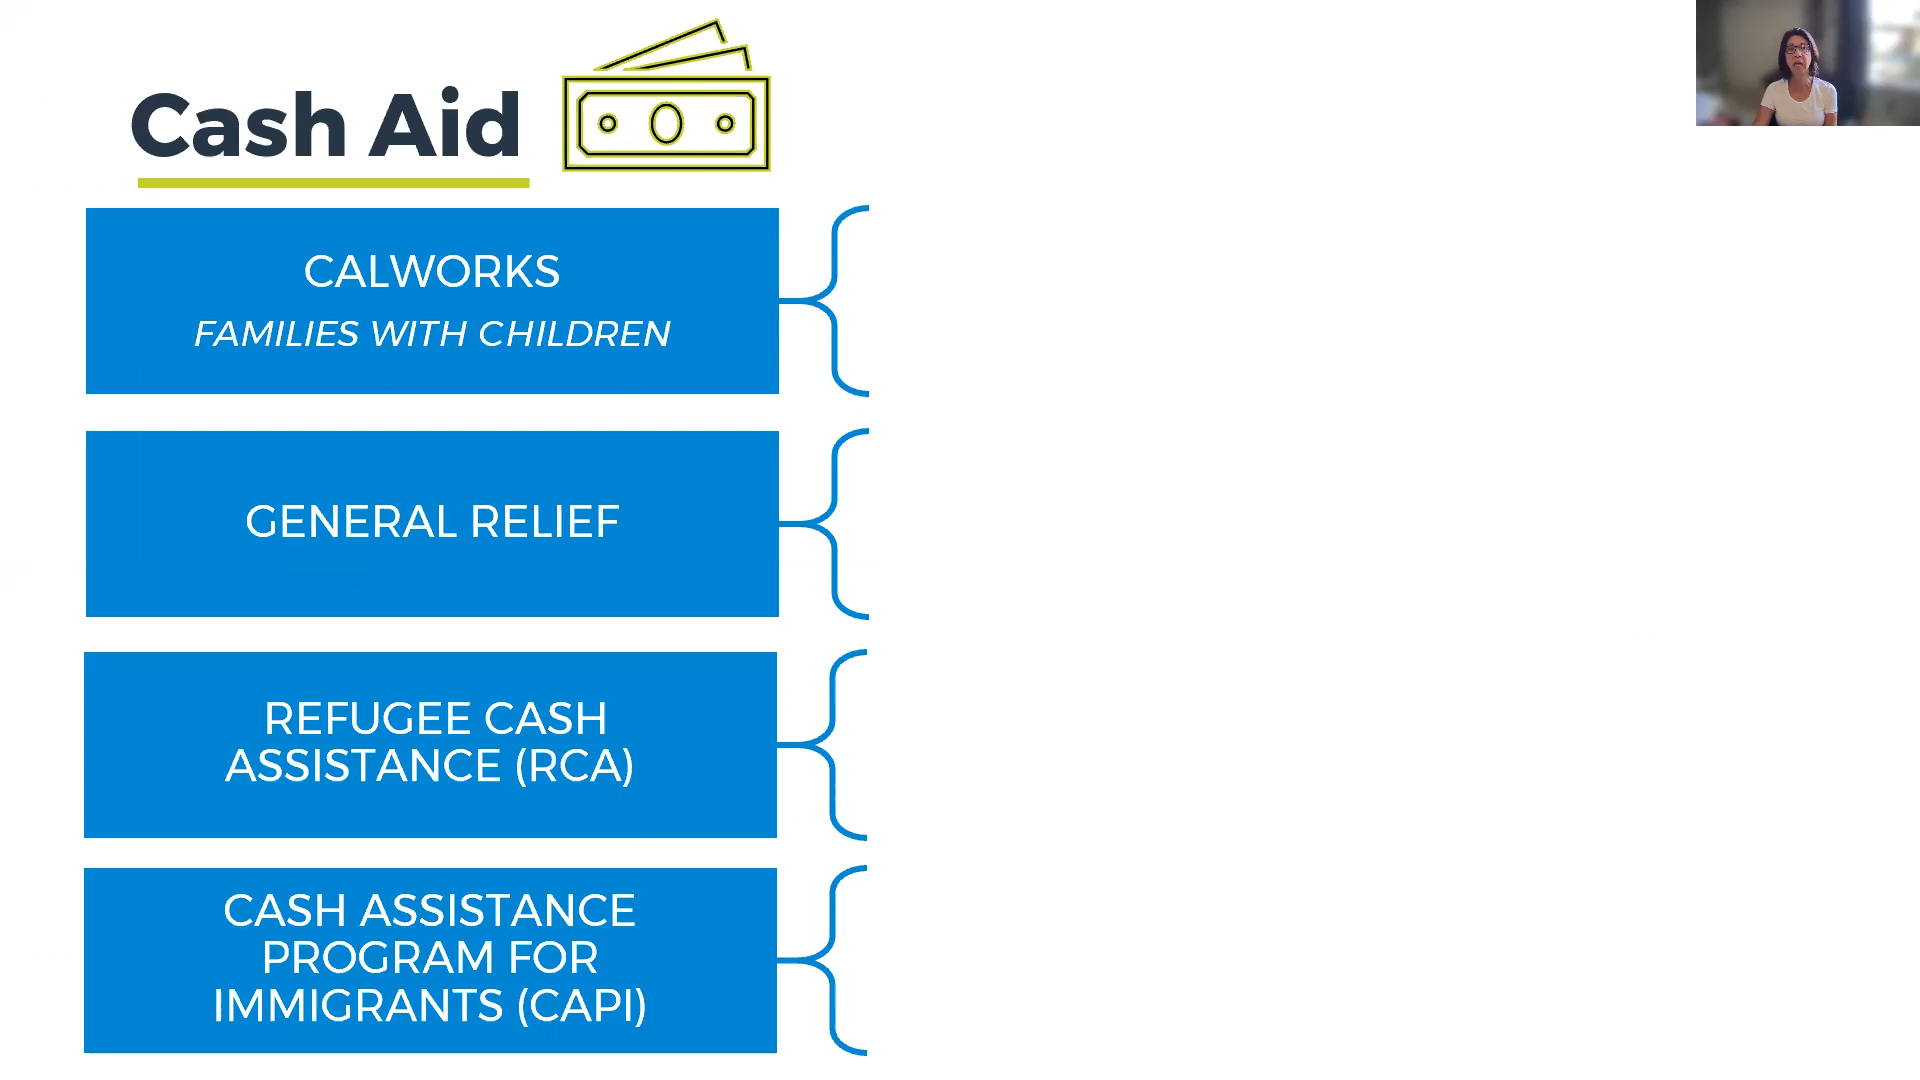 Cash Aid
CALWORKS
FAMILIES WITH CHILDREN
GENERAL RELIEF
REFUGEE CASH
ASSISTANCE (RCA)
CASH ASSISTANCE
PROGRAM FOR
IMMIGRANTS (CAPI)